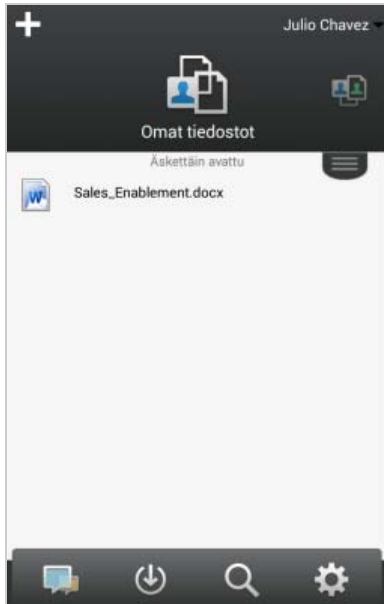 Julio Chavez
Omat tiedostot
Äskettäin avattu
Sales_Enablement.docx